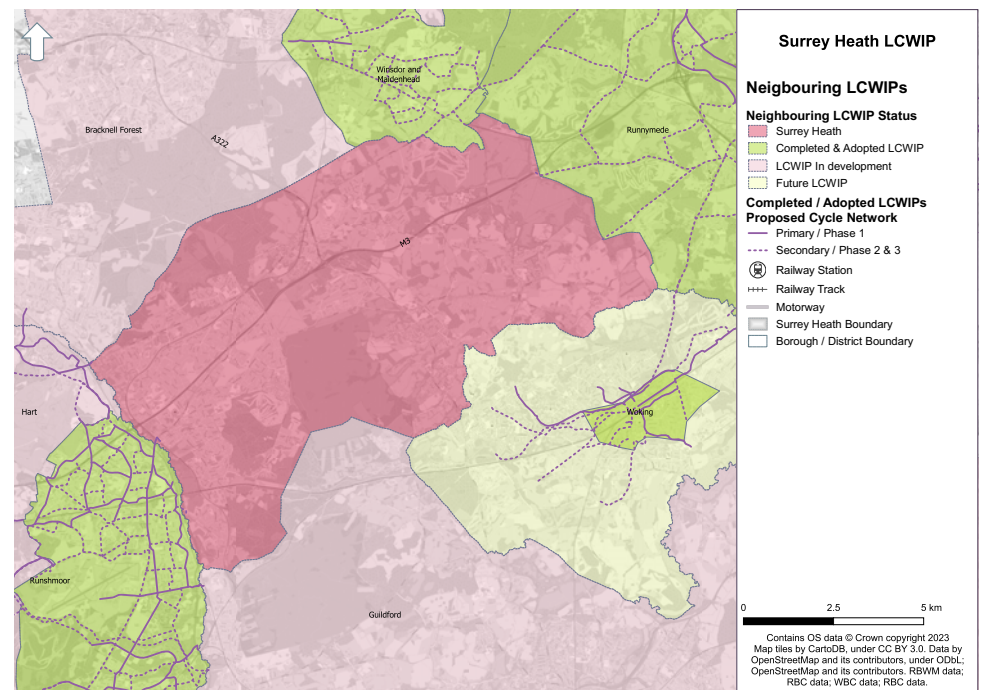 Surrey Heath LCWIP
Neighbouring LCWIPs
Neighbouring LCWIP Status
Surrey Heath
Completed & Adopted LCWIP
LCWIP In development
Future LCWIP
Completed / Adopted LCWIPs
Proposed Cycle Network
Primary / Phase 1
Secondary / Phase 2 & 3
Railway Station
Railway Track
Motorway
Surrey Heath Boundary
Borough / District Boundary
Windsor and
Maidenhead
Bracknell Forest
A322
Runnymede
M3
Hart
Woking
Runshmoor
Guildford
0 2.5 5 km
Contains OS data © Crown copyright 2023
Map tiles by CartoDB, under CC BY 3.0. Data by
OpenStreetMap and its contributors, under ODbL;
OpenStreetMap and its contributors. RBWM data;
RBC data; WBC data; RBC data.